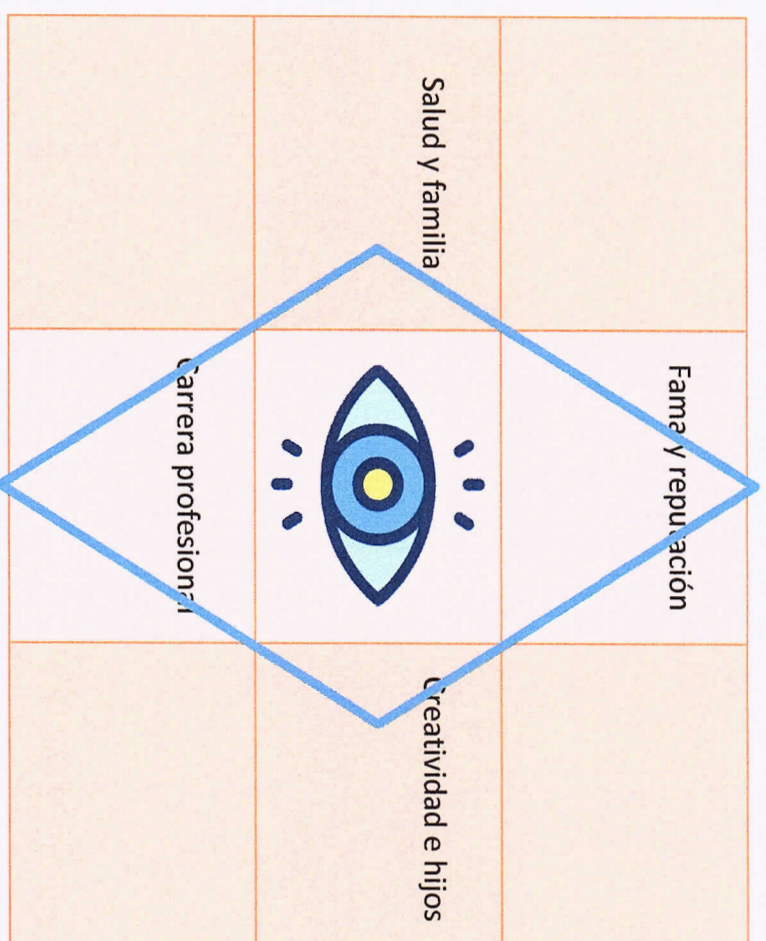 Fama y reputación
Salud y familia
Creatividad e hijos
Carrera profesional